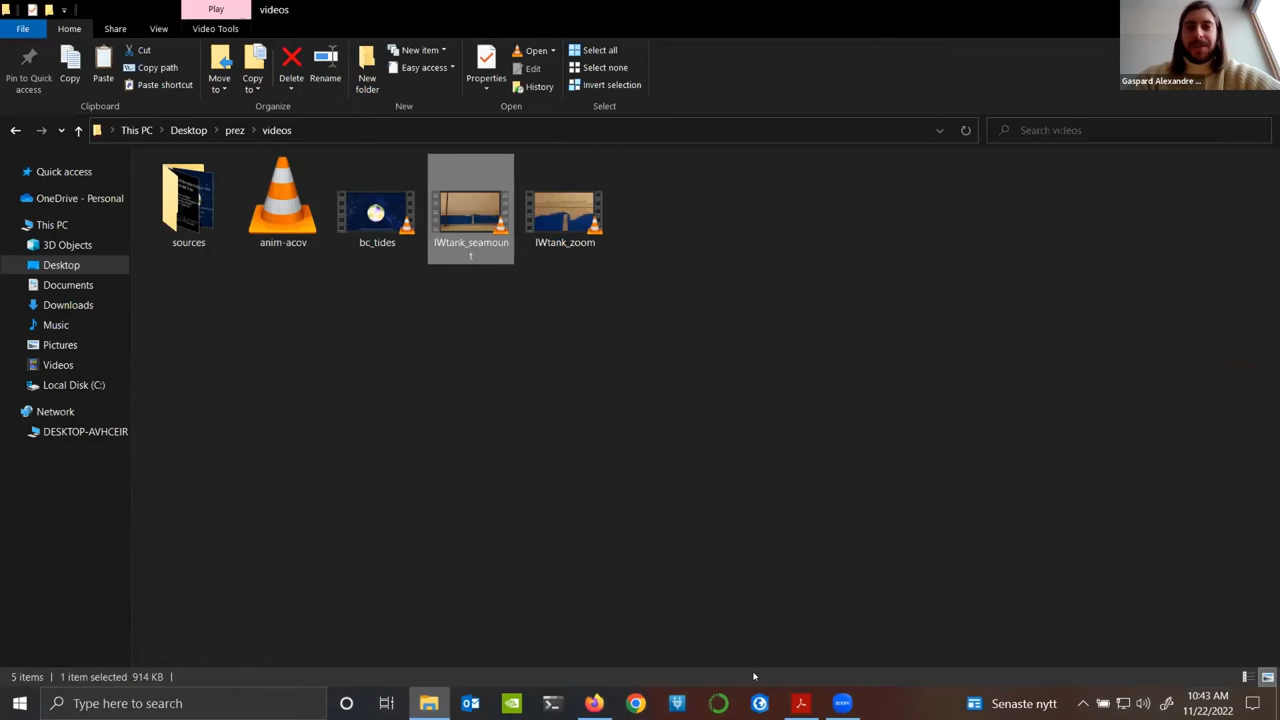 Play
videos
File
Home
Share
View
Video Tools
Pin to Quick access
Copy
Paste
Cut
Copy path
Paste shortcut
Clipboard
Move to
Copy to
Delete
Rename
Organize
New folder
New item
Easy access
New
Properties
Open
Edit
History
Open
Select all
Select none
Invert selection
Select
Gaspard Alexandre ...
This PC
Desktop
prez
videos
Search videos
Quick access
OneDrive - Personal
This PC
3D Objects
Desktop
Documents
Downloads
Music
Pictures
Videos
Local Disk (C:)
Network
DESKTOP-AVHCEIR
sources
anim-acov
bc_tides
IWtank_seamoun
t
IWtank_zoom
5 items
1 item selected 914 KB
Type here to search
zoom
Senaste nytt
10:43 AM
11/22/2022